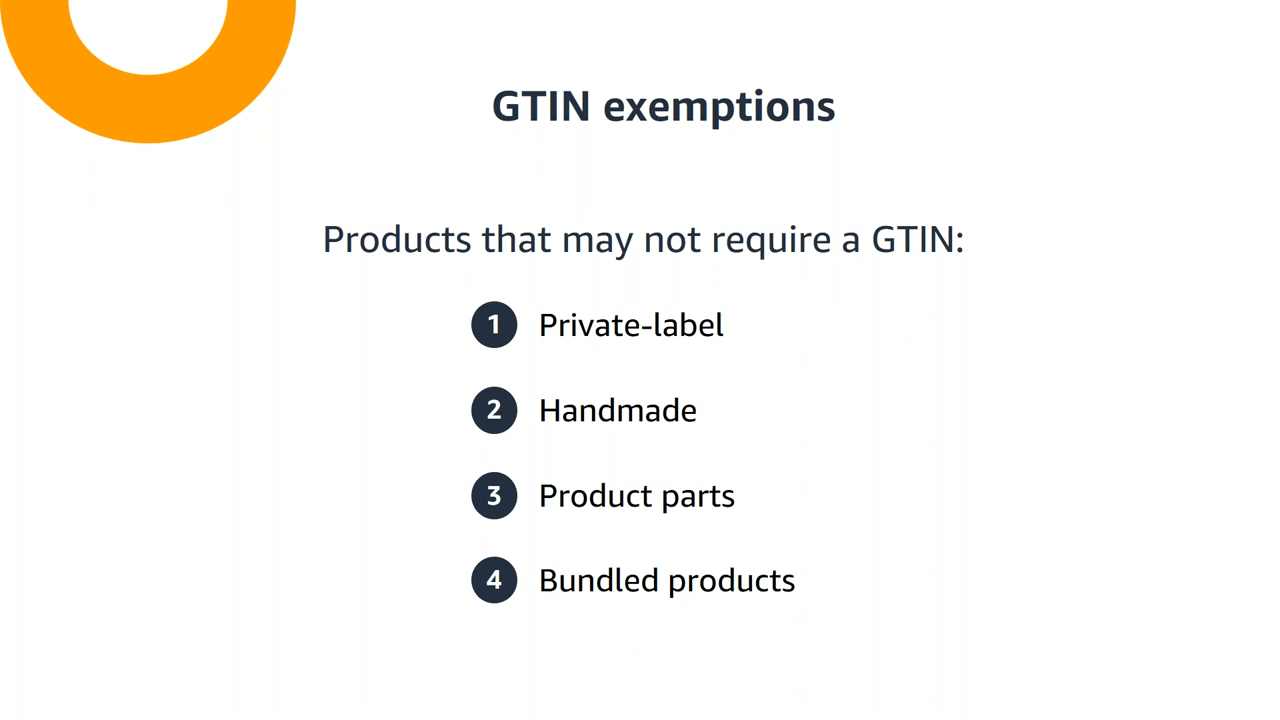 GTIN exemptions
Products that may not require a GTIN:
1 Private-label
2 Handmade
3 Product parts
4 Bundled products